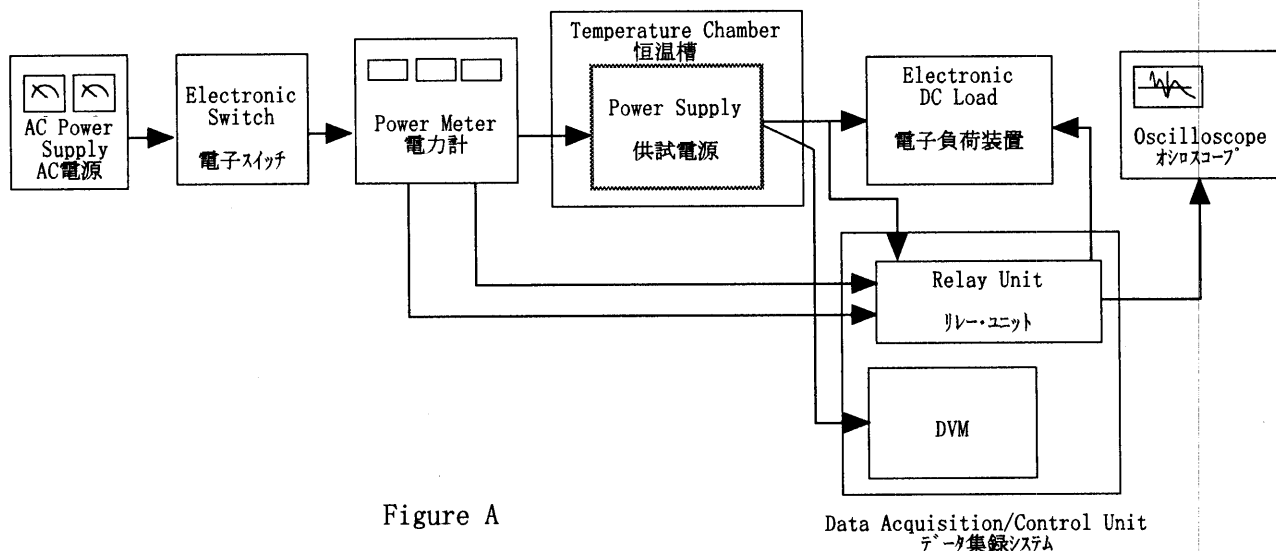 AC Power
Supply
AC電源
Electronic
Switch
電子スイッチ
Power Meter
電力計
Temperature Chamber
恒温槽
Power Supply
供試電源
Electronic
DC Load
電子負荷装置
Oscilloscope
オシロスコープ
Relay Unit
リレー・ユニット
DVM
Figure A
Data Acquisition/Control Unit
データ集録システム